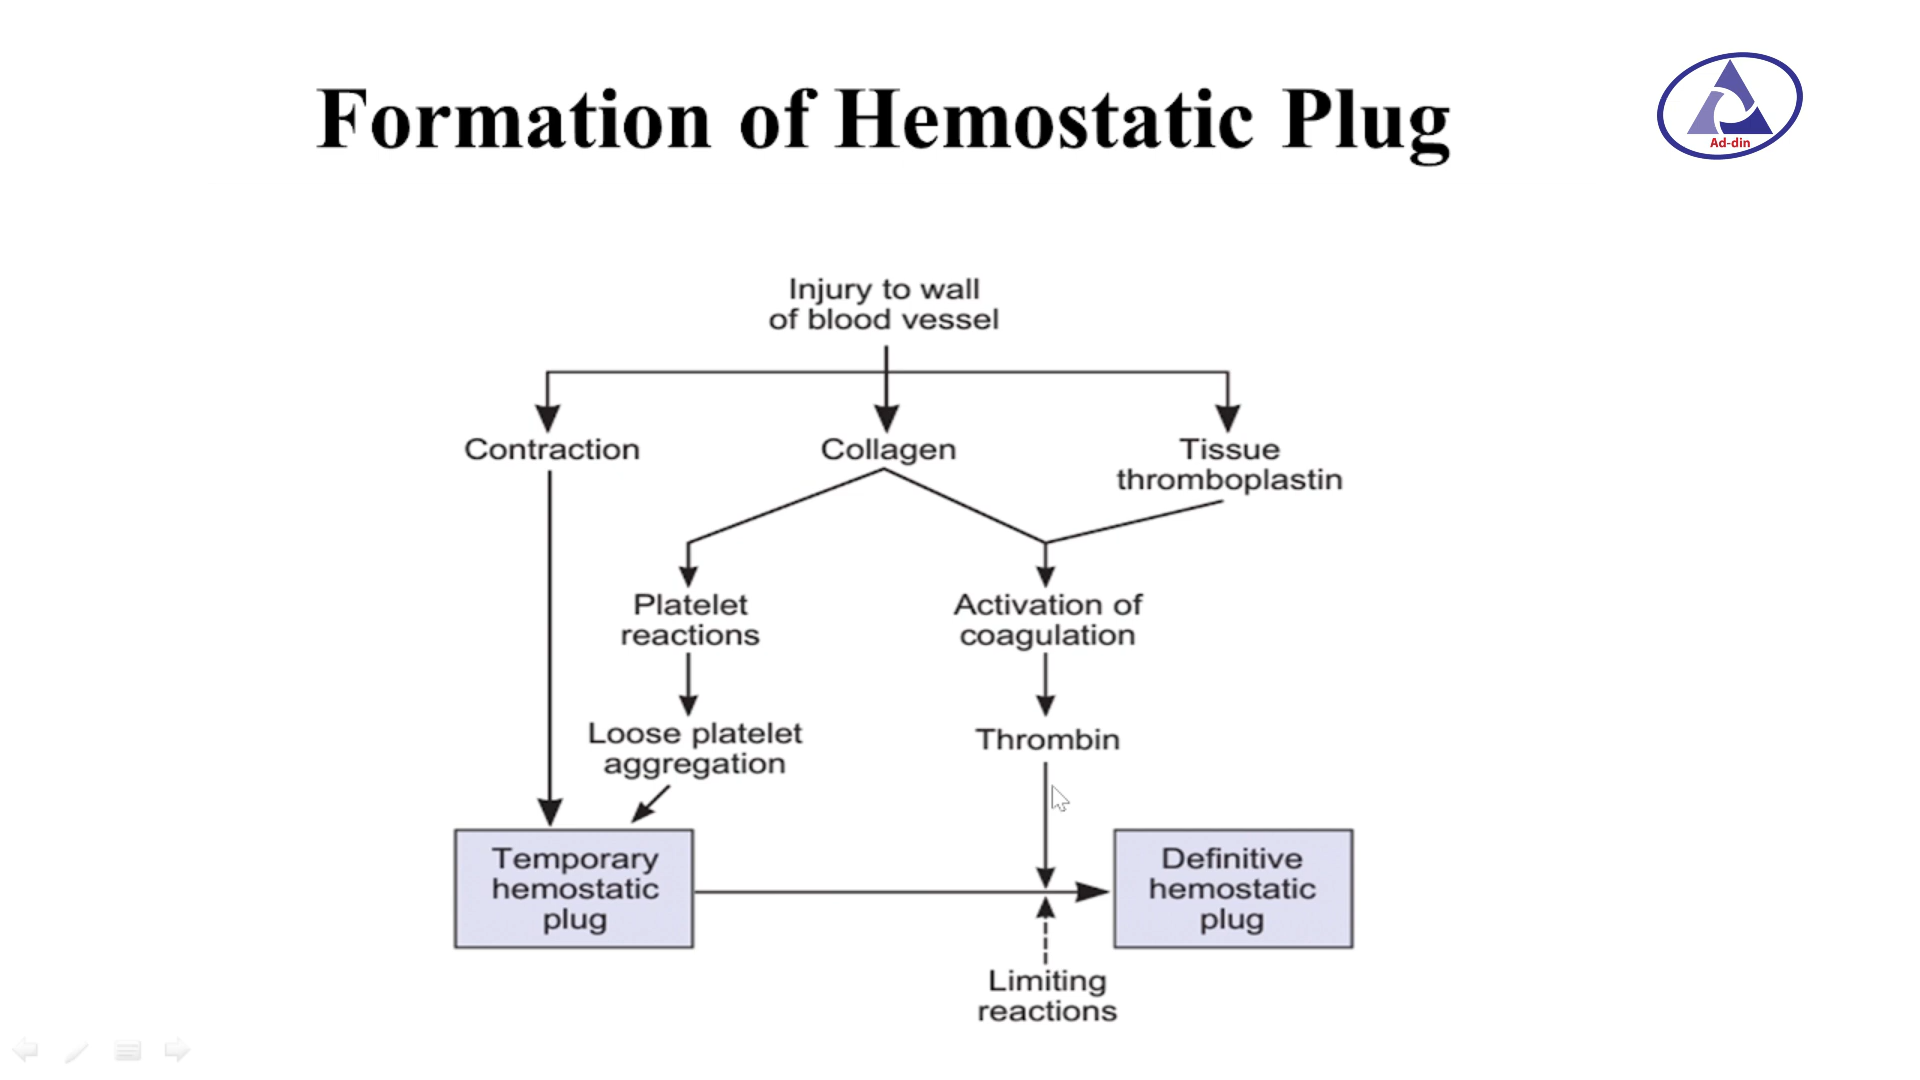 Formation of Hemostatic Plug
Ad-din
Injury to wall
of blood vessel
Contraction
Collagen
Tissue
thromboplastin
Platelet
reactions
Activation of
coagulation
Loose platelet
aggregation
Thrombin
Temporary
hemostatic
plug
Definitive
hemostatic
plug
Limiting
reactions